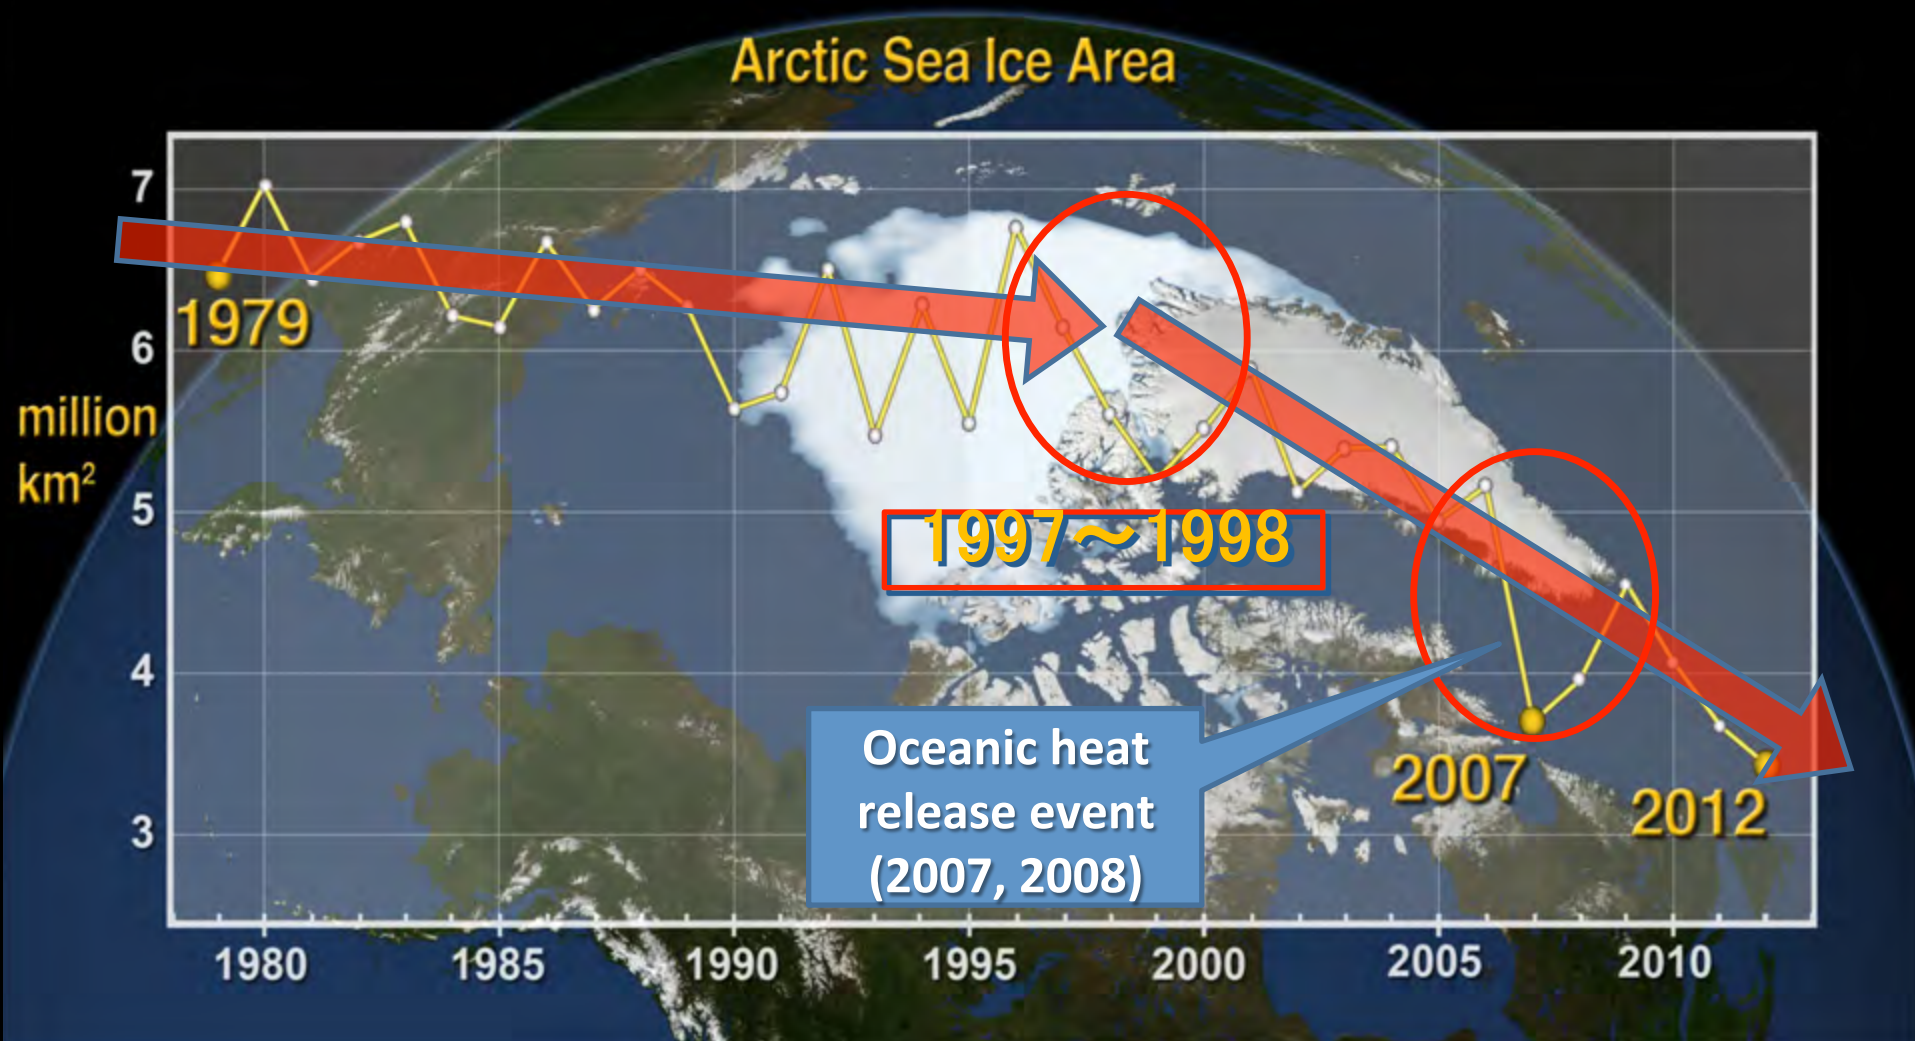 Arctic Sea Ice Area
7
1979
6
million
km²
5
1997～1998
4
Oceanic heat
release event
(2007, 2008)
2007
2012
3
1980 1985 1990 1995 2000 2005 2010